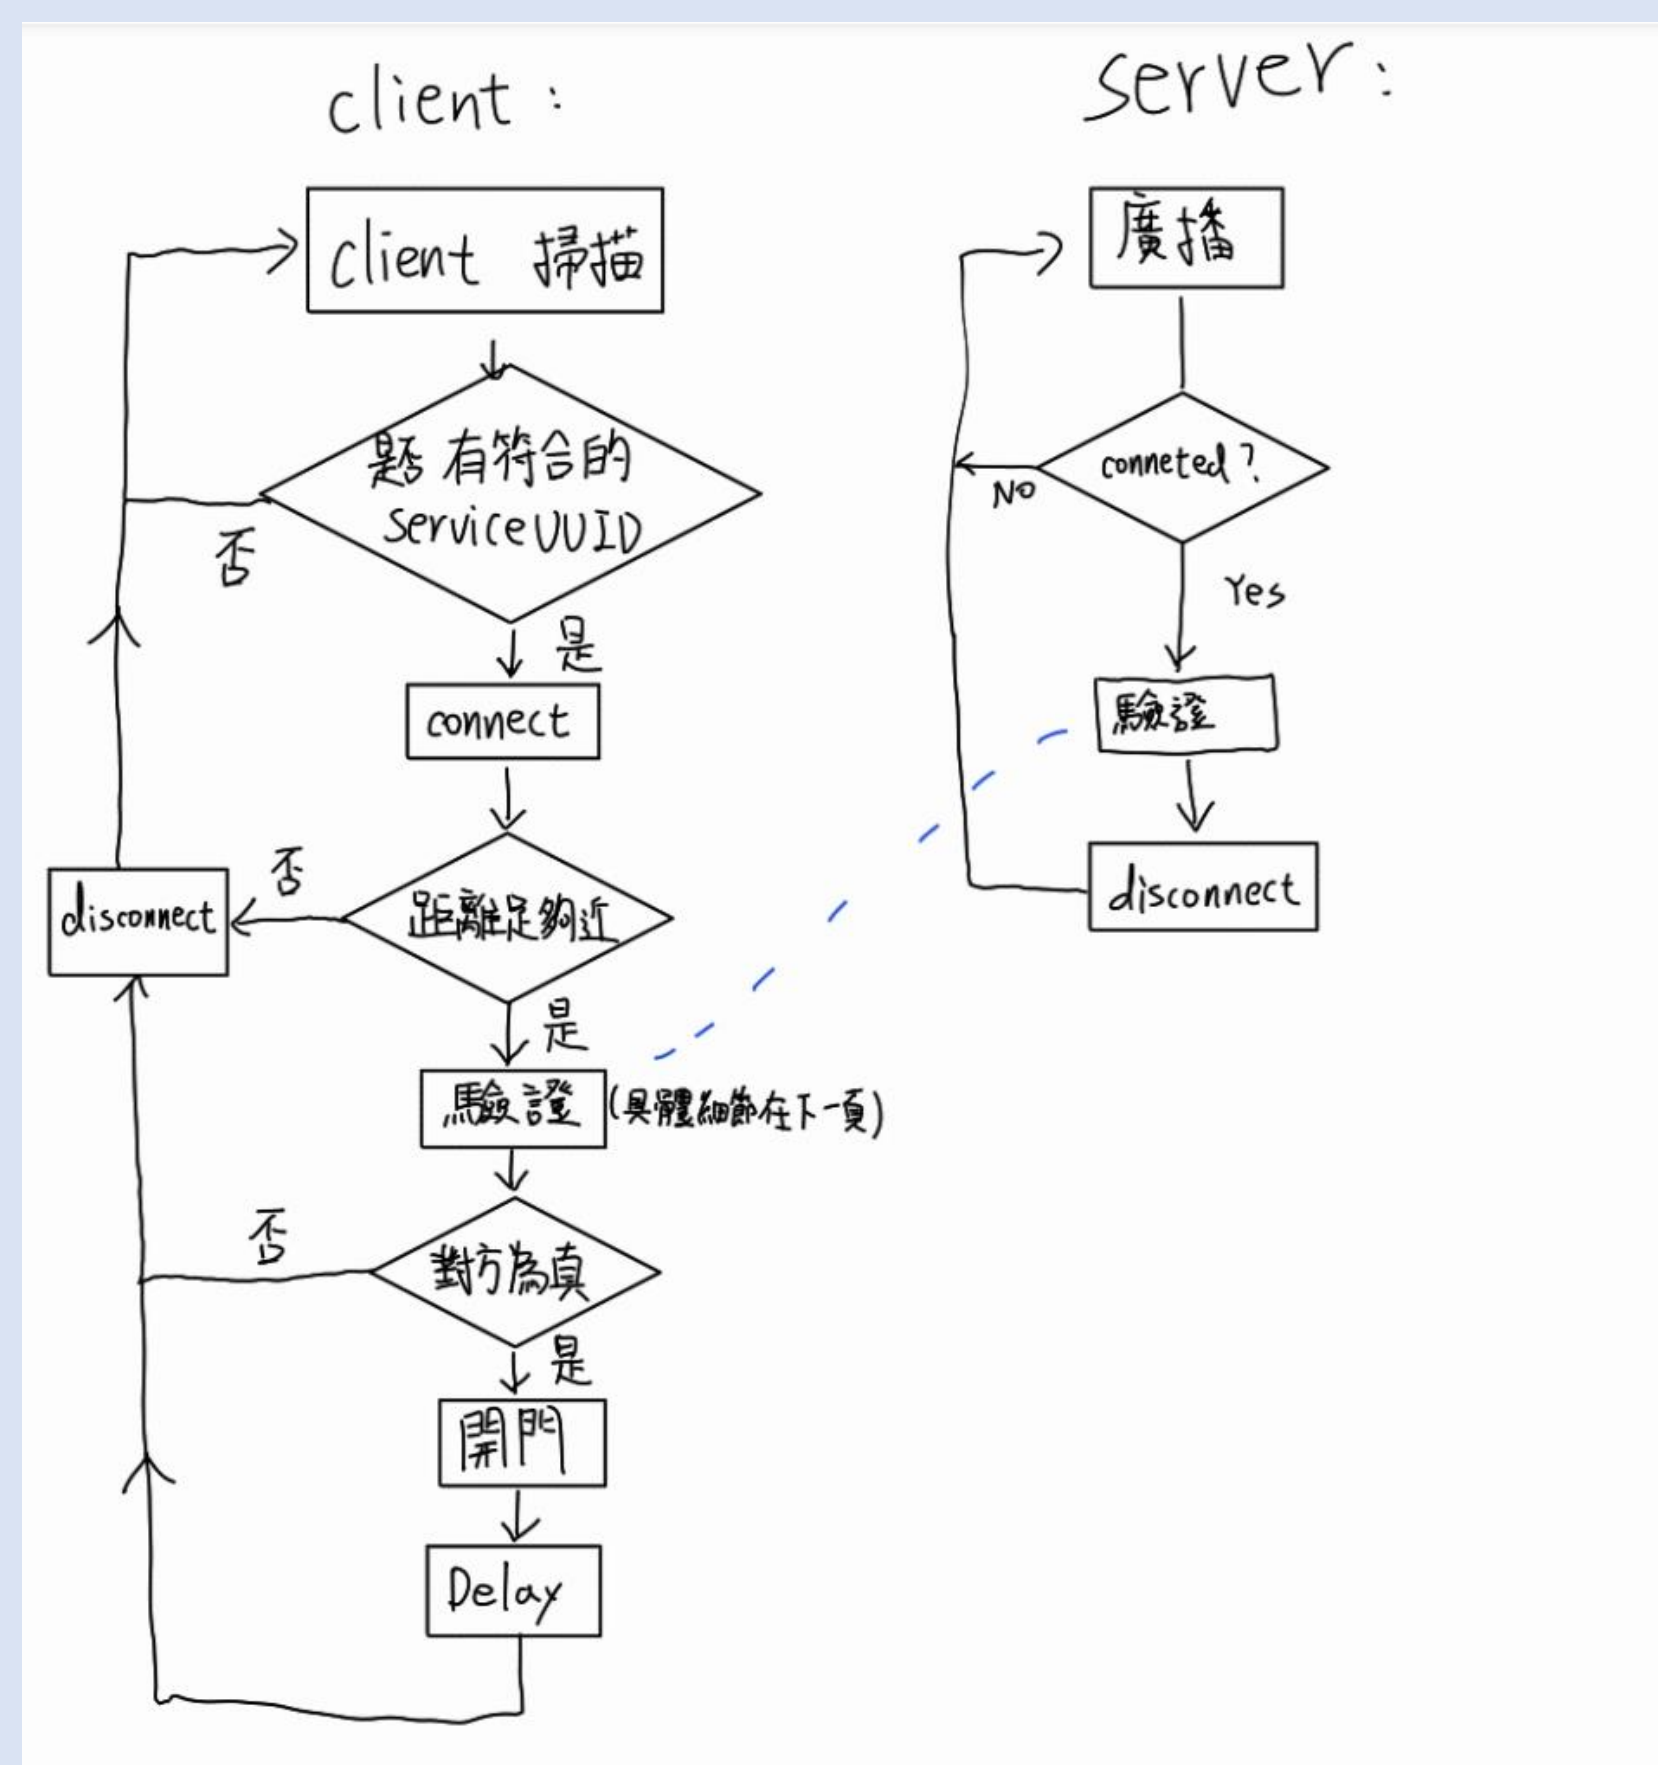 client :
client 掃描
是否有符合的
serviceUUID
否
是
connect
否
disconnect
距離足夠近
是
驗證
(具體細節在下一頁)
否
對方為真
是
開門
Delay
server :
廣播
conneted ?
NO
Yes
驗證
disconnect